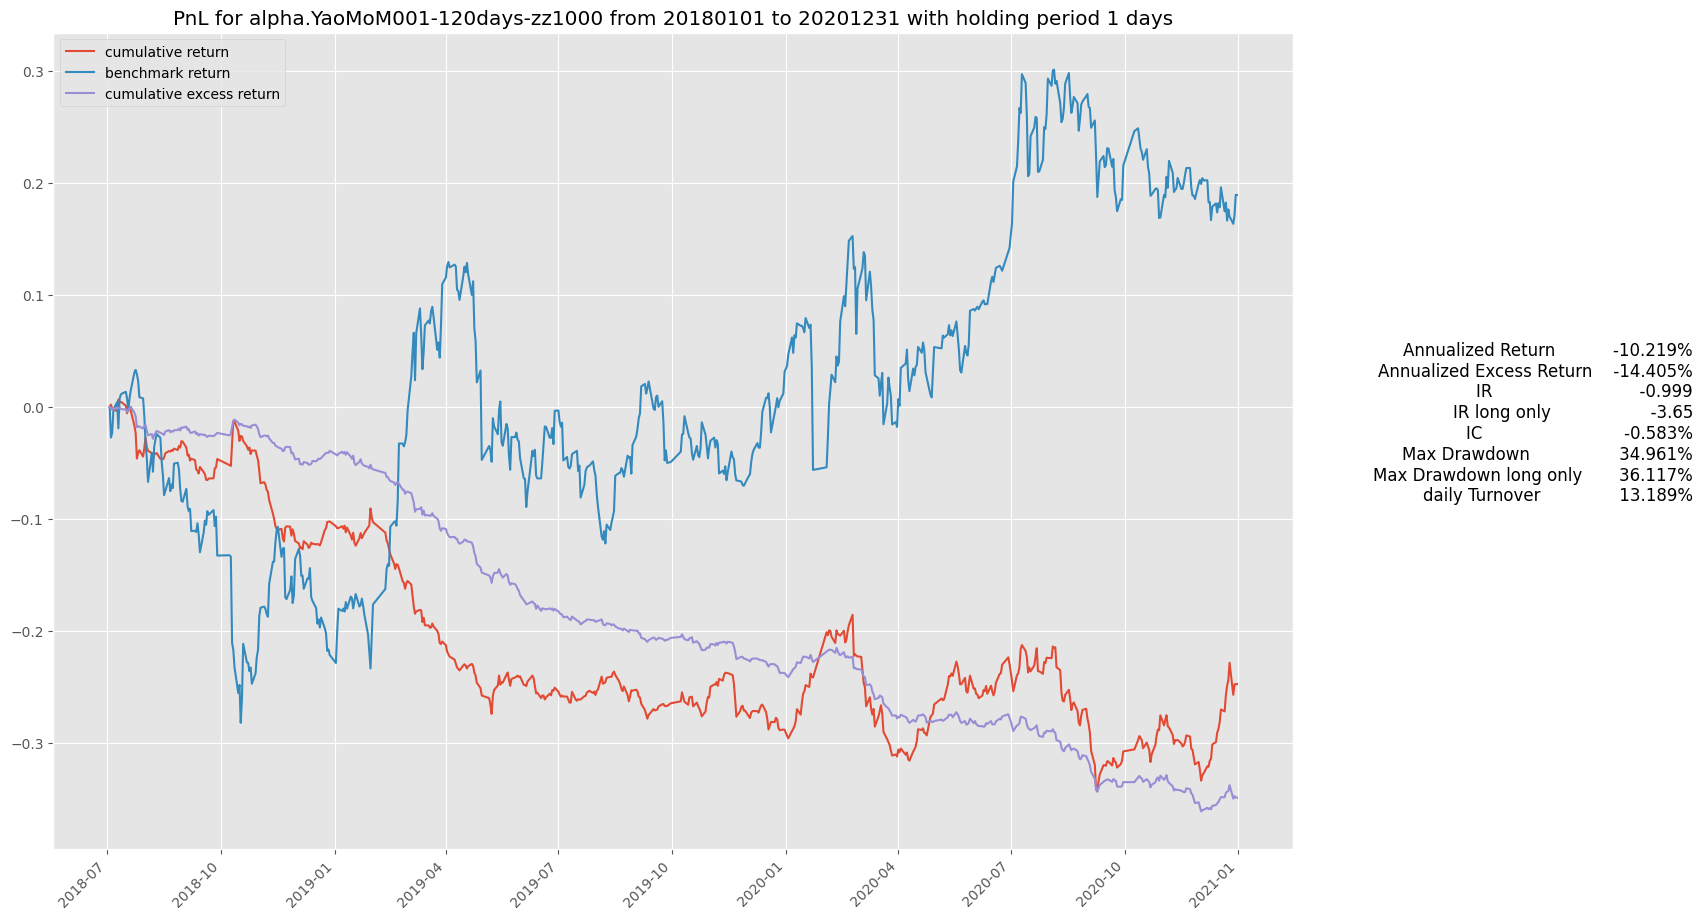 PnL for alpha.YaoMoM001-120days-zz1000 from 20180101 to 20201231 with holding period 1 days
cumulative return
benchmark return
cumulative excess return
0.3
0.2
0.1
0.0
−0.1
−0.2
−0.3
2018-07
2018-10
2019-01
2019-04
2019-07
2019-10
2020-01
2020-04
2020-07
2020-10
2021-01
Annualized Return -10.219%
Annualized Excess Return -14.405%
IR -0.999
IR long only -3.65
IC -0.583%
Max Drawdown 34.961%
Max Drawdown long only 36.117%
daily Turnover 13.189%